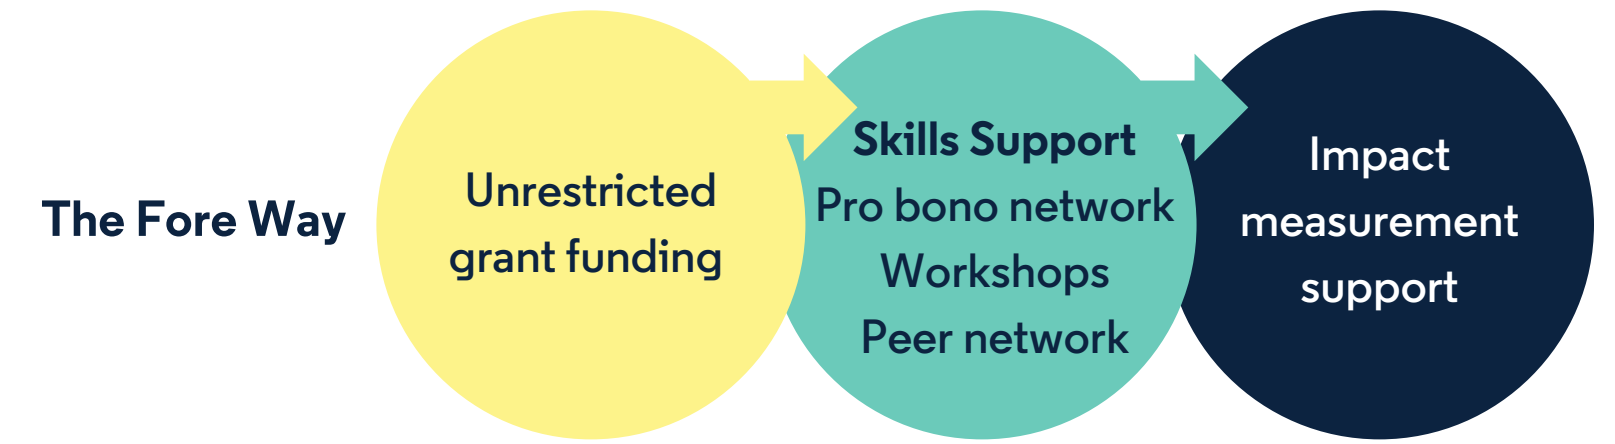 The Fore Way
Unrestricted
grant funding
Skills Support
Pro bono network
Workshops
Peer network
Impact
measurement
support